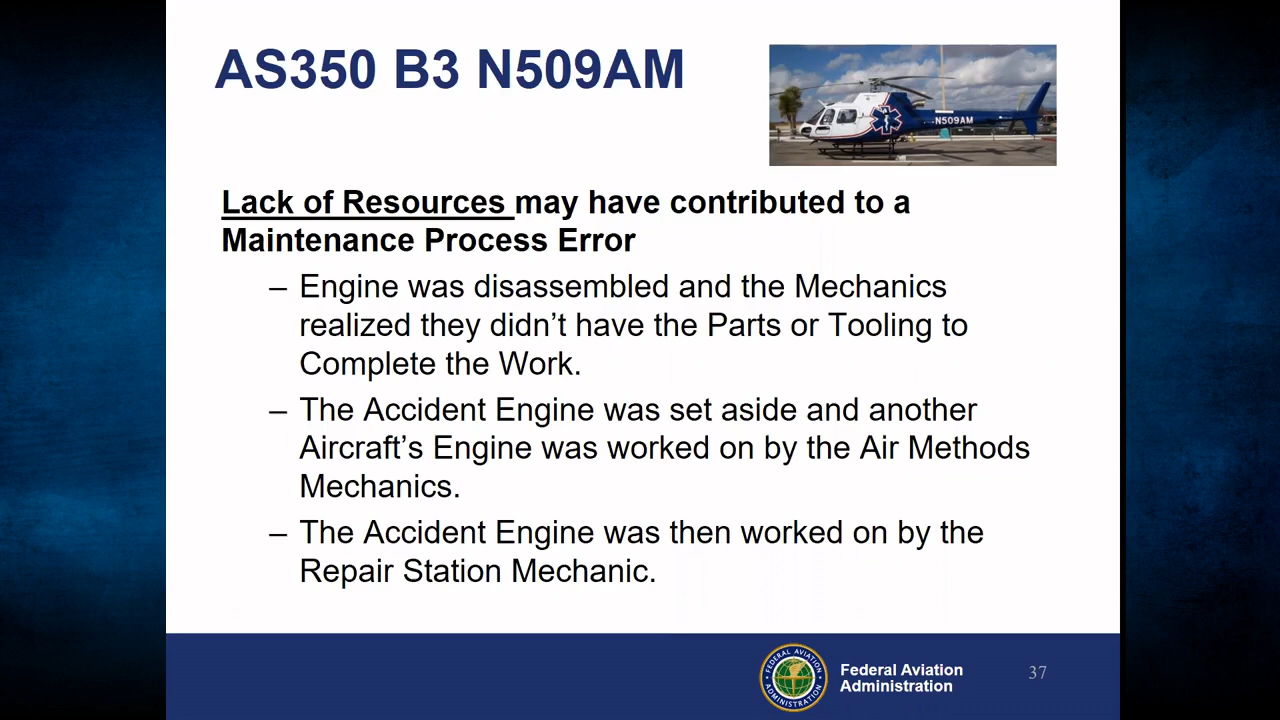 AS350 B3 N509AM
N509AM
Lack of Resources may have contributed to a
Maintenance Process Error
– Engine was disassembled and the Mechanics
realized they didn’t have the Parts or Tooling to
Complete the Work.
– The Accident Engine was set aside and another
Aircraft’s Engine was worked on by the Air Methods
Mechanics.
– The Accident Engine was then worked on by the
Repair Station Mechanic.
FEDERAL AVIATION
ADMINISTRATION
Federal Aviation
Administration
37